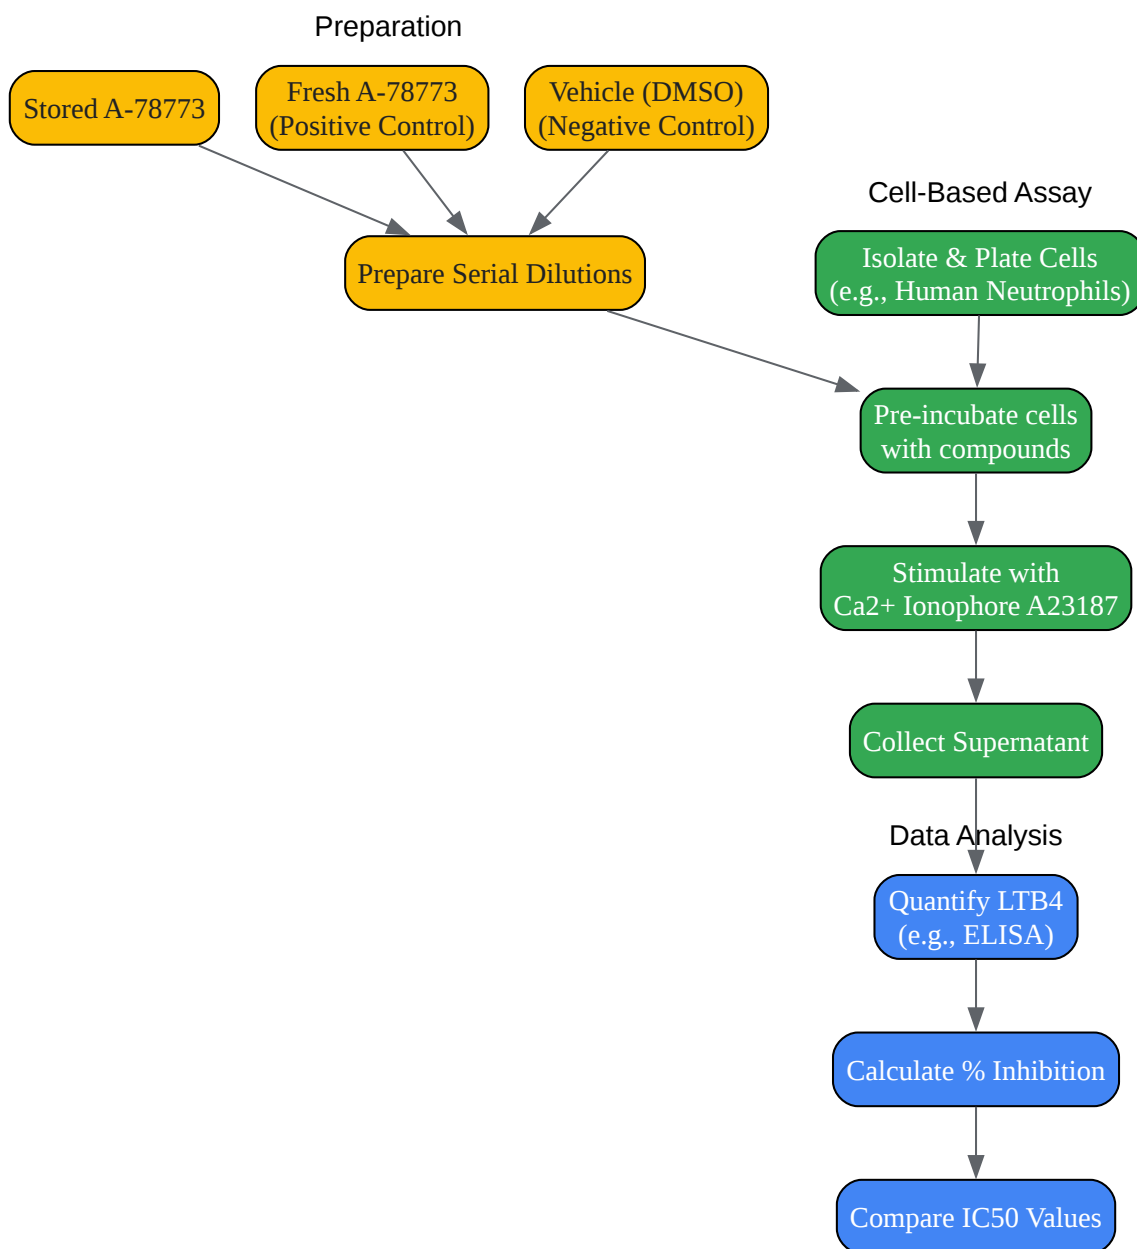 Preparation
Stored A-78773
Fresh A-78773
(Positive Control)
Vehicle (DMSO)
(Negative Control)
Prepare Serial Dilutions
Cell-Based Assay
Isolate & Plate Cells
(e.g., Human Neutrophils)
Pre-incubate cells
with compounds
Stimulate with
Ca2+ Ionophore A23187
Collect Supernatant
Data Analysis
Quantify LTB4
(e.g., ELISA)
Calculate % Inhibition
Compare IC50 Values